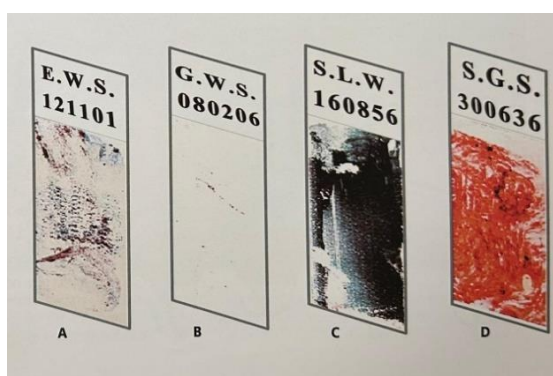 E.W.S.
121101
G.W.S.
080206
S.L.W.
160856
S.G.S.
300636
A
B
C
D